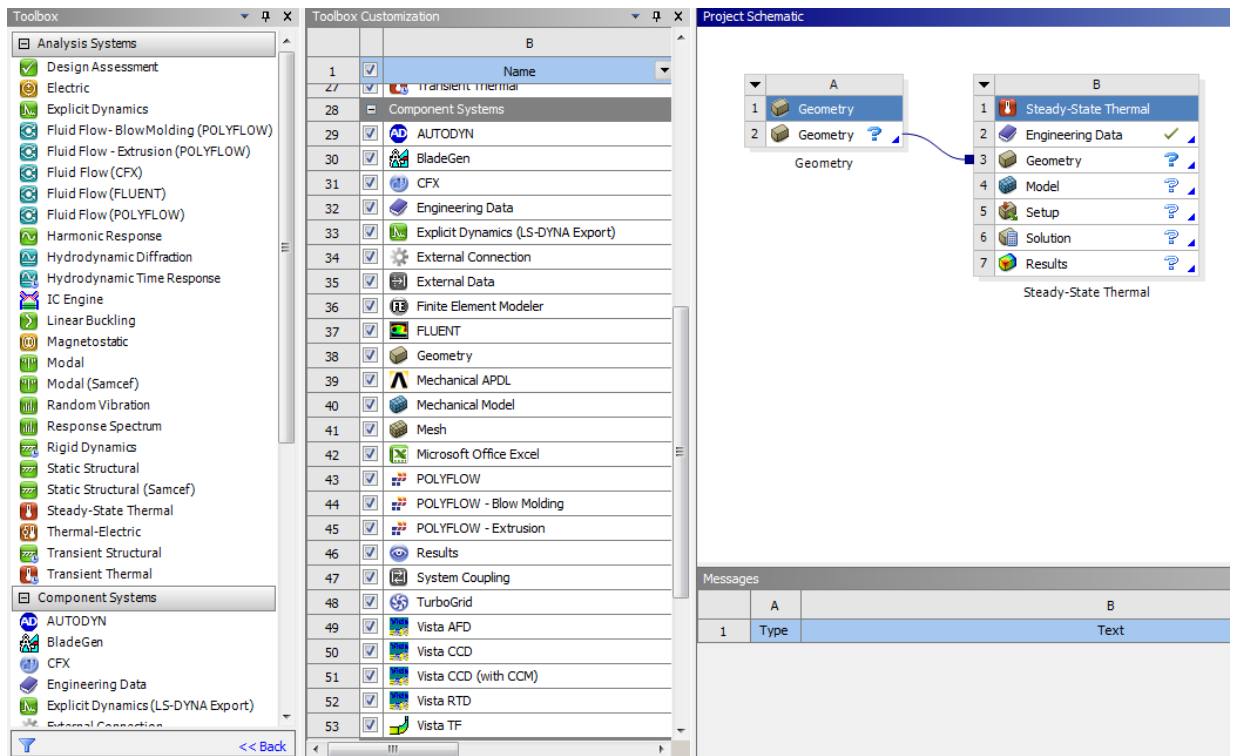 Toolbox
Analysis Systems
Design Assessment
Electric
Explicit Dynamics
Fluid Flow- BlowMolding (POLYFLOW)
Fluid Flow - Extrusion (POLYFLOW)
Fluid Flow (CFX)
Fluid Flow (FLUENT)
Fluid Flow (POLYFLOW)
Harmonic Response
Hydrodynamic Diffraction
Hydrodynamic Time Response
IC Engine
Linear Buckling
Magnetostatic
Modal
Modal (Samcef)
Random Vibration
Response Spectrum
Rigid Dynamics
Static Structural
Static Structural (Samcef)
Steady-State Thermal
Thermal-Electric
Transient Structural
Transient Thermal
Component Systems
AUTODYN
BladeGen
CFX
Engineering Data
Explicit Dynamics (LS-DYNA Export)
External Connection
<< Back
Toolbox Customization
B
1 Name
27 Transient Thermal
28 Component Systems
29 AUTODYN
30 BladeGen
31 CFX
32 Engineering Data
33 Explicit Dynamics (LS-DYNA Export)
34 External Connection
35 External Data
36 Finite Element Modeler
37 FLUENT
38 Geometry
39 Mechanical APDL
40 Mechanical Model
41 Mesh
42 Microsoft Office Excel
43 POLYFLOW
44 POLYFLOW - Blow Molding
45 POLYFLOW - Extrusion
46 Results
47 System Coupling
48 TurboGrid
49 Vista AFD
50 Vista CCD
51 Vista CCD (with CCM)
52 Vista RTD
53 Vista TF
Project Schematic
A
1 Geometry
2 Geometry ?
Geometry
B
1 Steady-State Thermal
2 Engineering Data ✓
3 Geometry ?
4 Model ?
5 Setup ?
6 Solution ?
7 Results ?
Steady-State Thermal
Messages
A B
1 Type Text